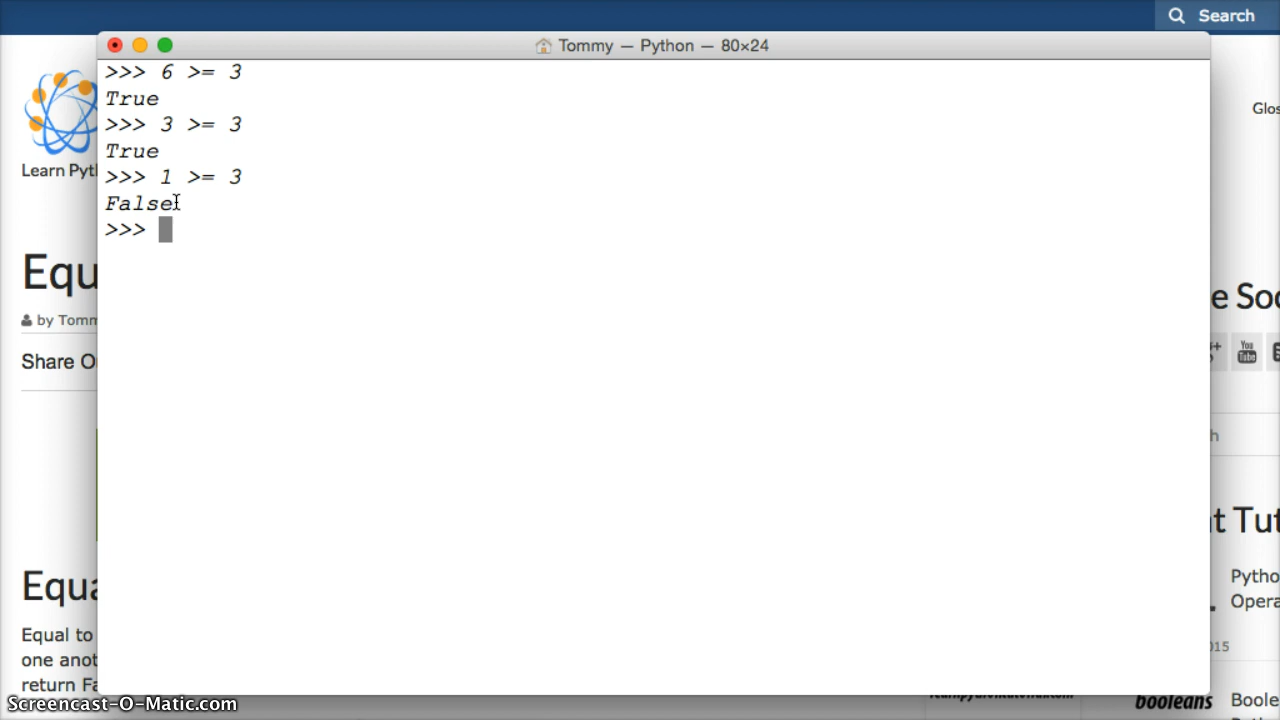 Search
Tommy — Python — 80×24
>>> 6 >= 3
True
>>> 3 >= 3
True
>>> 1 >= 3
False
>>>
Learn Pyth
Equ
by Tomm
Share O
Equa
Equal to
one anot
return Fa
Glos
e Soc
You
Tube
h
t Tut
Pytho
Opera
015
booleans
Boole
Screencast-O-Matic.com